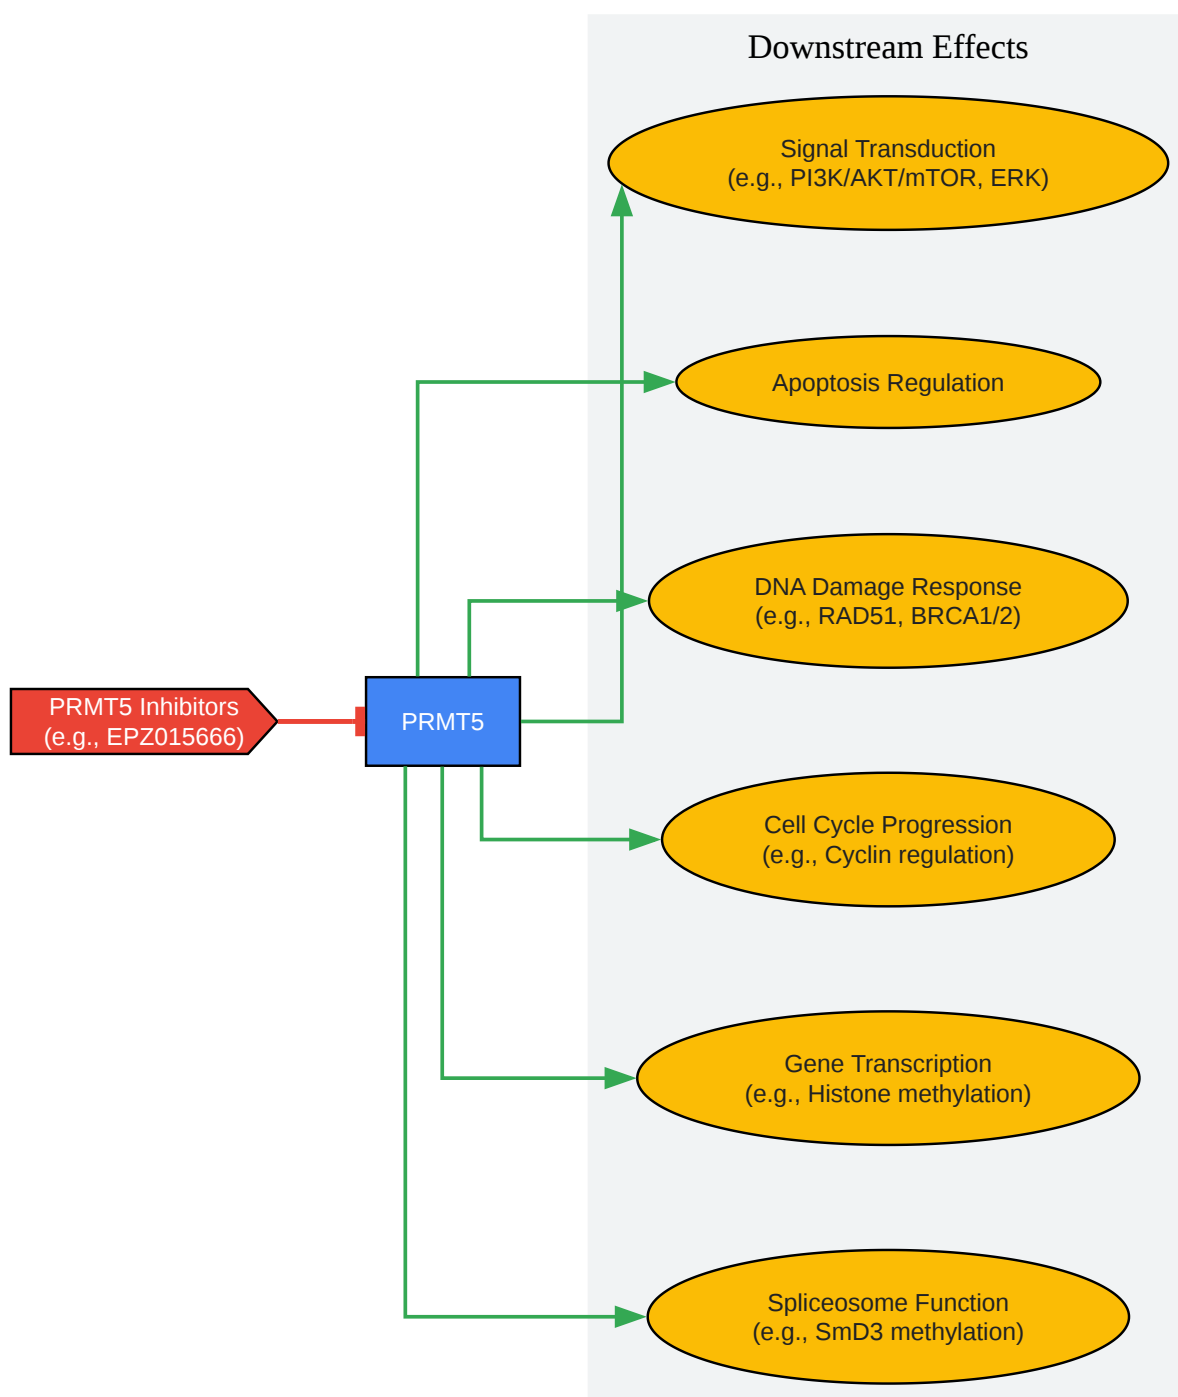 Downstream Effects
Signal Transduction
(e.g., PI3K/AKT/mTOR, ERK)
Apoptosis Regulation
DNA Damage Response
(e.g., RAD51, BRCA1/2)
PRMT5 Inhibitors
(e.g., EPZ015666)
PRMT5
Cell Cycle Progression
(e.g., Cyclin regulation)
Gene Transcription
(e.g., Histone methylation)
Spliceosome Function
(e.g., SmD3 methylation)